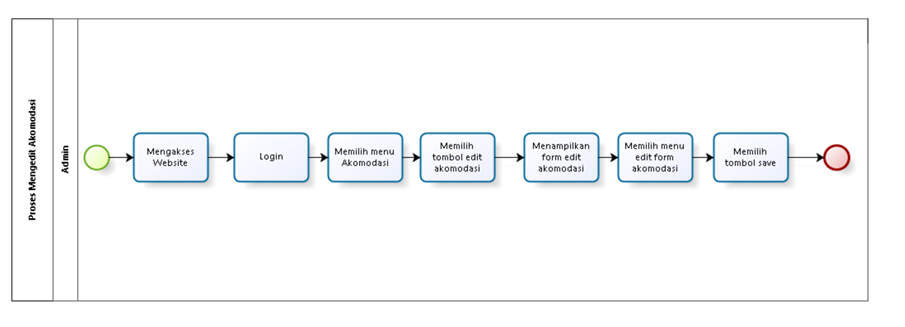 Proses Mengedit Akomodasi
Admin
Mengakses
Website
Login
Memilih menu
Akomodasi
Memilih
tombol edit
akomodasi
Menampilkan
form edit
akomodasi
Memilih menu
edit form
akomodasi
Memilih
tombol save